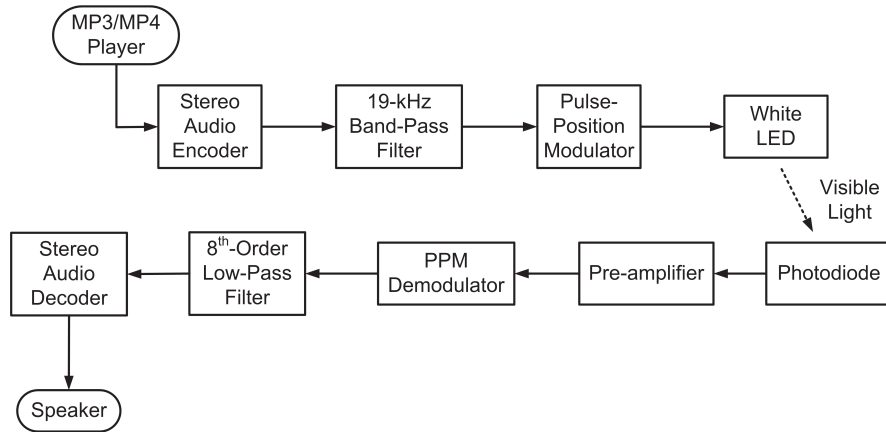 MP3/MP4
Player
Stereo
Audio
Encoder
19-kHz
Band-Pass
Filter
Pulse-
Position
Modulator
White
LED
Visible
Light
Stereo
Audio
Decoder
8th-Order
Low-Pass
Filter
PPM
Demodulator
Pre-amplifier
Photodiode
Speaker